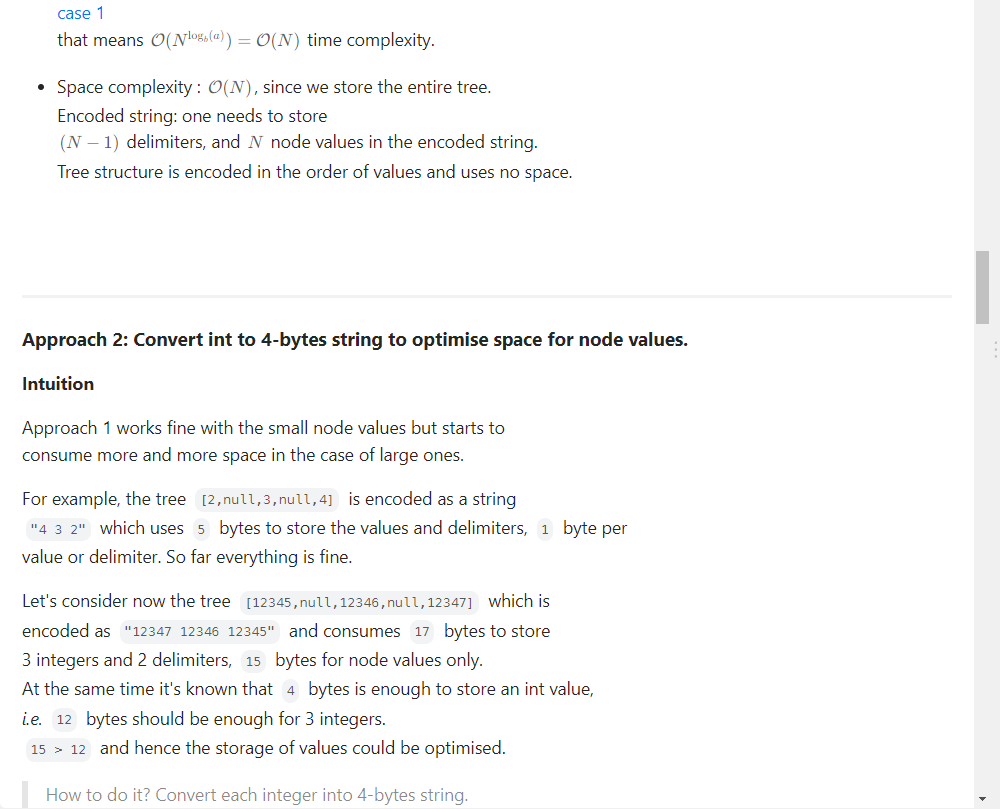 case 1
that means 𝒪(N^{log_b(a)}) = 𝒪(N) time complexity.
• Space complexity : 𝒪(N), since we store the entire tree.
Encoded string: one needs to store
(N − 1) delimiters, and N node values in the encoded string.
Tree structure is encoded in the order of values and uses no space.
Approach 2: Convert int to 4-bytes string to optimise space for node values.
Intuition
Approach 1 works fine with the small node values but starts to
consume more and more space in the case of large ones.
For example, the tree [2,null,3,null,4] is encoded as a string
"4 3 2" which uses 5 bytes to store the values and delimiters, 1 byte per
value or delimiter. So far everything is fine.
Let's consider now the tree [12345,null,12346,null,12347] which is
encoded as "12347 12346 12345" and consumes 17 bytes to store
3 integers and 2 delimiters, 15 bytes for node values only.
At the same time it's known that 4 bytes is enough to store an int value,
i.e. 12 bytes should be enough for 3 integers.
15 > 12 and hence the storage of values could be optimised.
How to do it? Convert each integer into 4-bytes string.